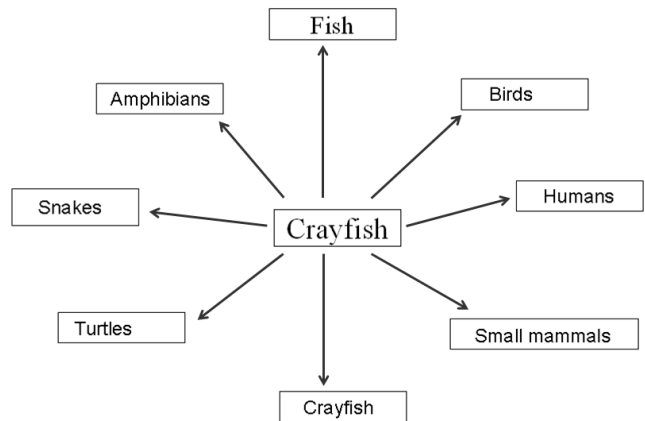 Fish
Amphibians
Birds
Snakes
Humans
Crayfish
Turtles
Small mammals
Crayfish